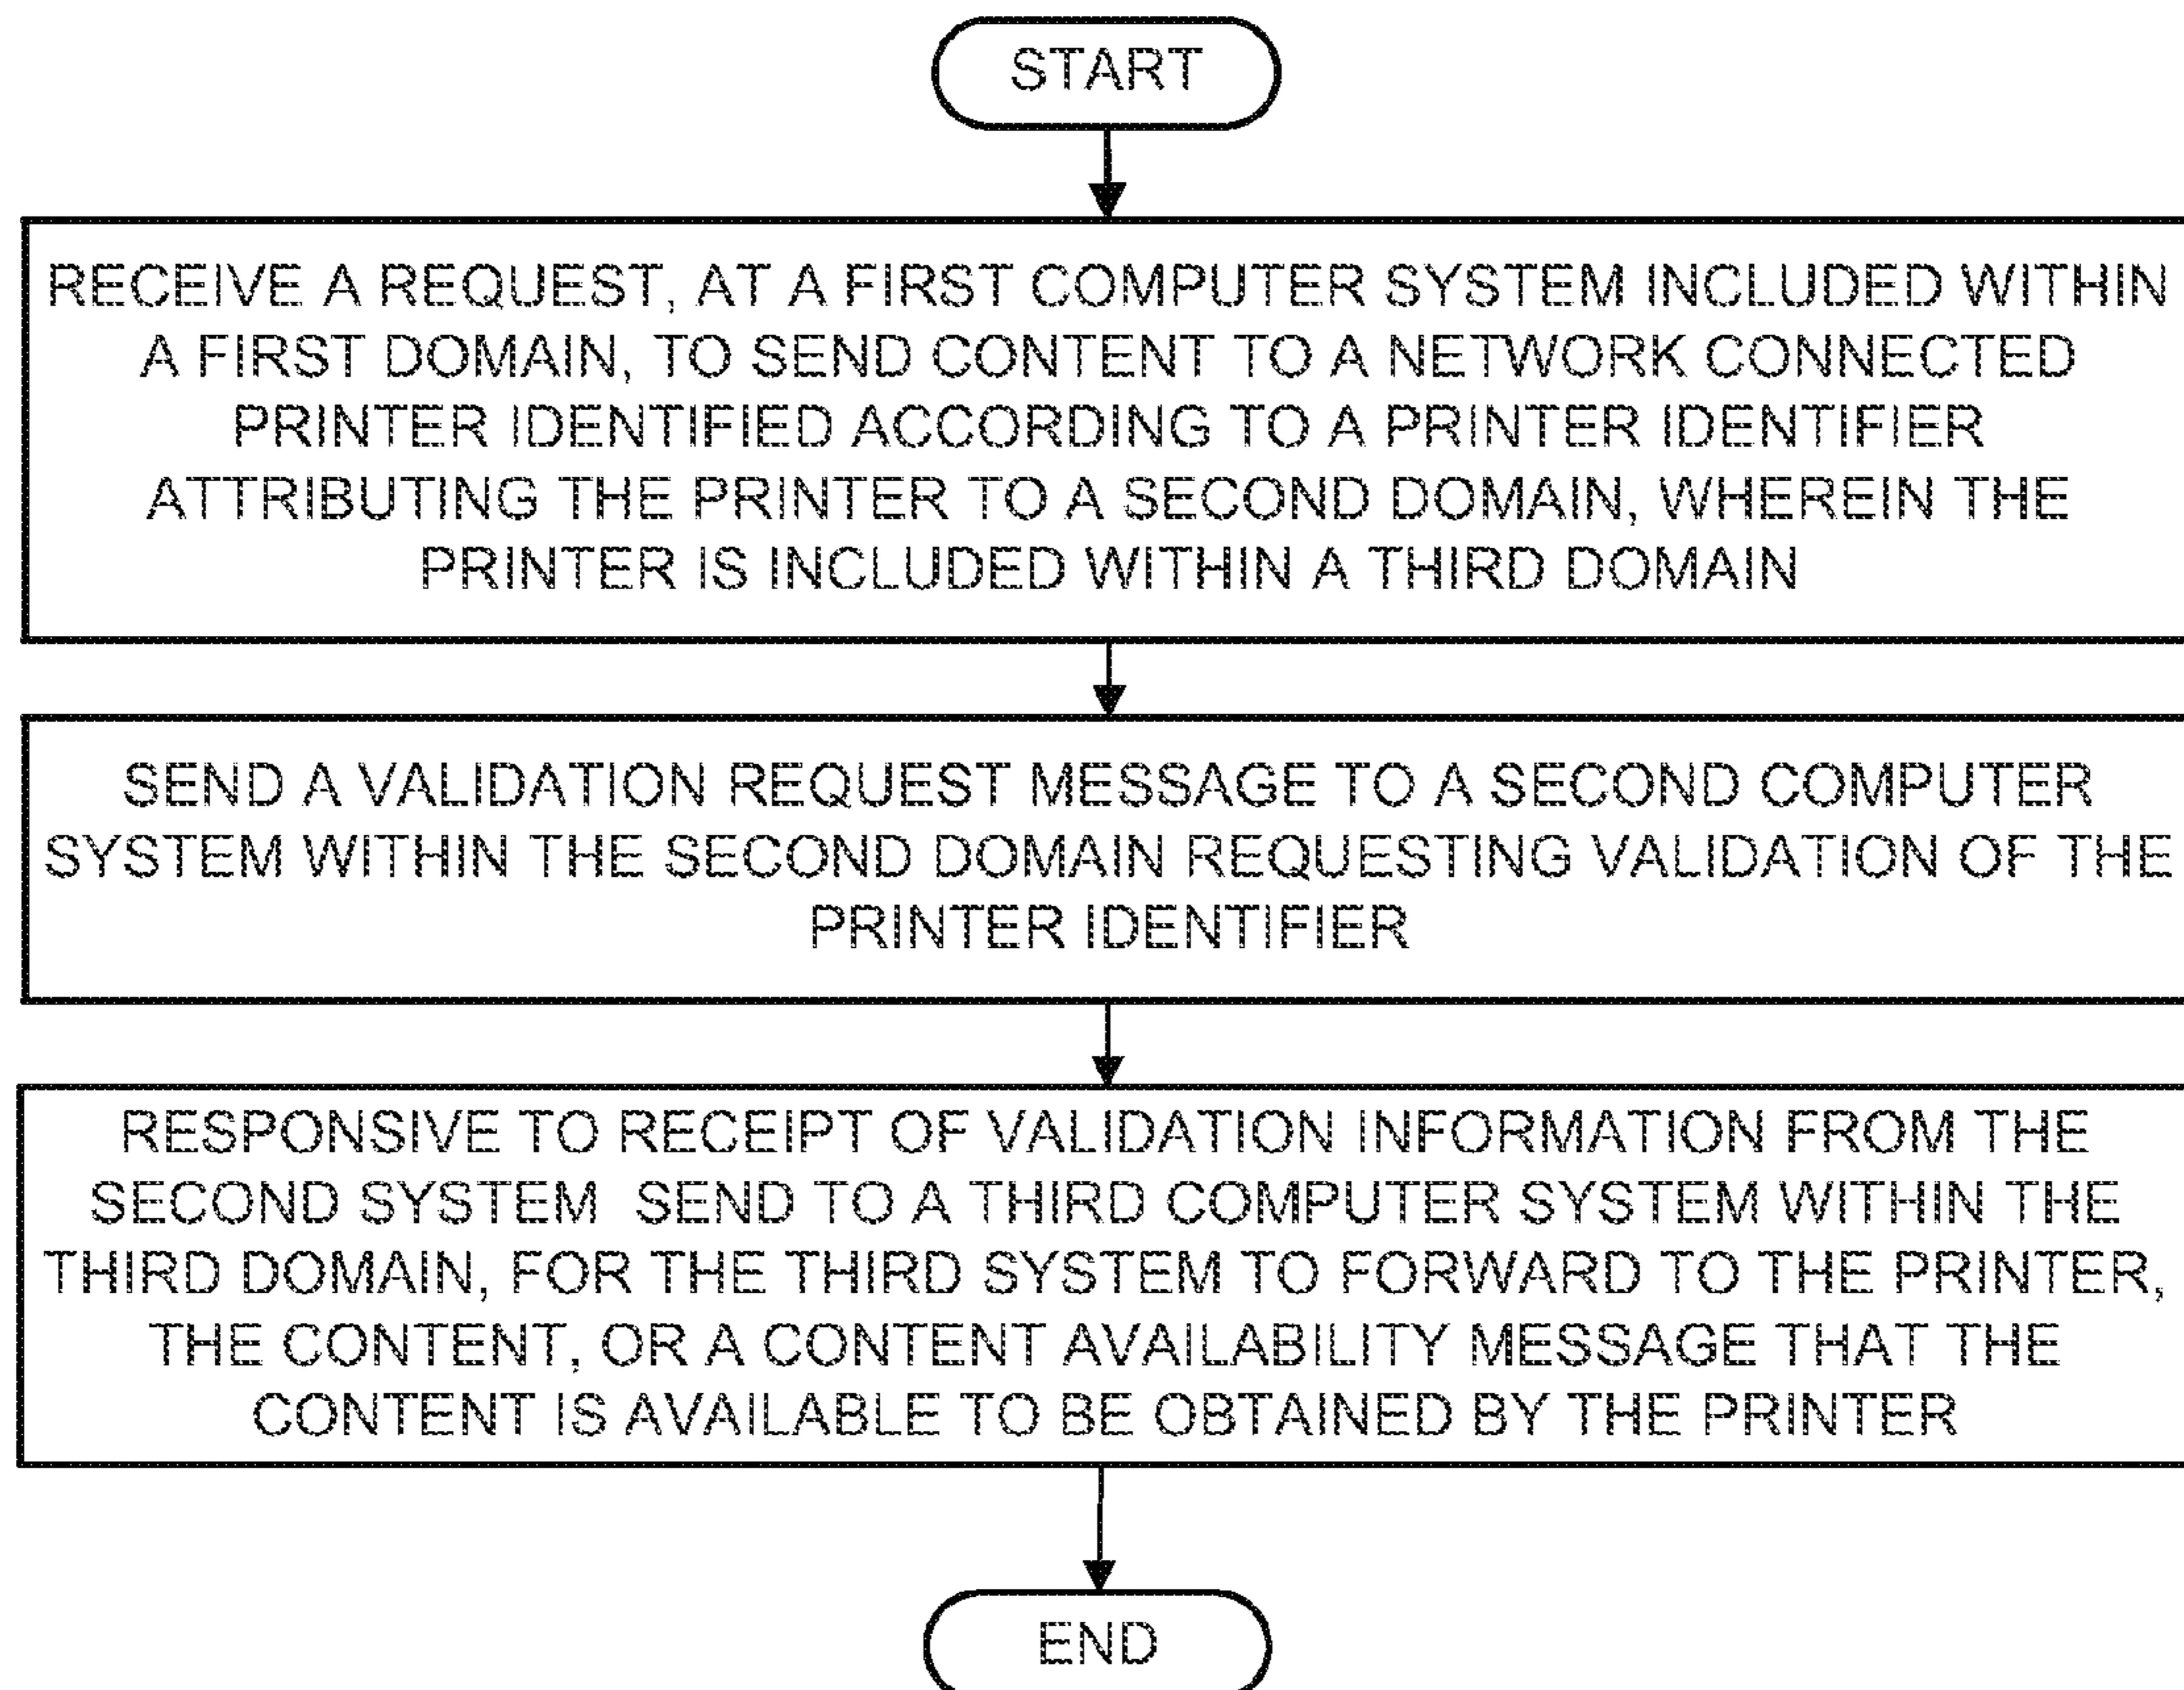 START
RECEIVE A REQUEST, AT A FIRST COMPUTER SYSTEM INCLUDED WITHIN
A FIRST DOMAIN, TO SEND CONTENT TO A NETWORK CONNECTED
PRINTER IDENTIFIED ACCORDING TO A PRINTER IDENTIFIER
ATTRIBUTING THE PRINTER TO A SECOND DOMAIN, WHEREIN THE
PRINTER IS INCLUDED WITHIN A THIRD DOMAIN
SEND A VALIDATION REQUEST MESSAGE TO A SECOND COMPUTER
SYSTEM WITHIN THE SECOND DOMAIN REQUESTING VALIDATION OF THE
PRINTER IDENTIFIER
RESPONSIVE TO RECEIPT OF VALIDATION INFORMATION FROM THE
SECOND SYSTEM  SEND TO A THIRD COMPUTER SYSTEM WITHIN THE
THIRD DOMAIN, FOR THE THIRD SYSTEM TO FORWARD TO THE PRINTER,
THE CONTENT, OR A CONTENT AVAILABILITY MESSAGE THAT THE
CONTENT IS AVAILABLE TO BE OBTAINED BY THE PRINTER
END